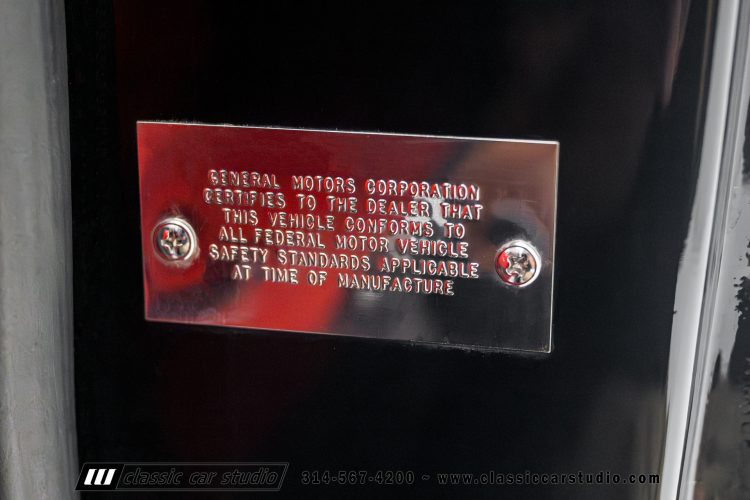 GENERAL MOTORS CORPORATION
CERTIFIES TO THE DEALER THAT
THIS VEHICLE CONFORMS TO
ALL FEDERAL MOTOR VEHICLE
SAFETY STANDARDS APPLICABLE
AT TIME OF MANUFACTURE
classic car studio 314-567-4200 ~ www.classiccarstudio.com